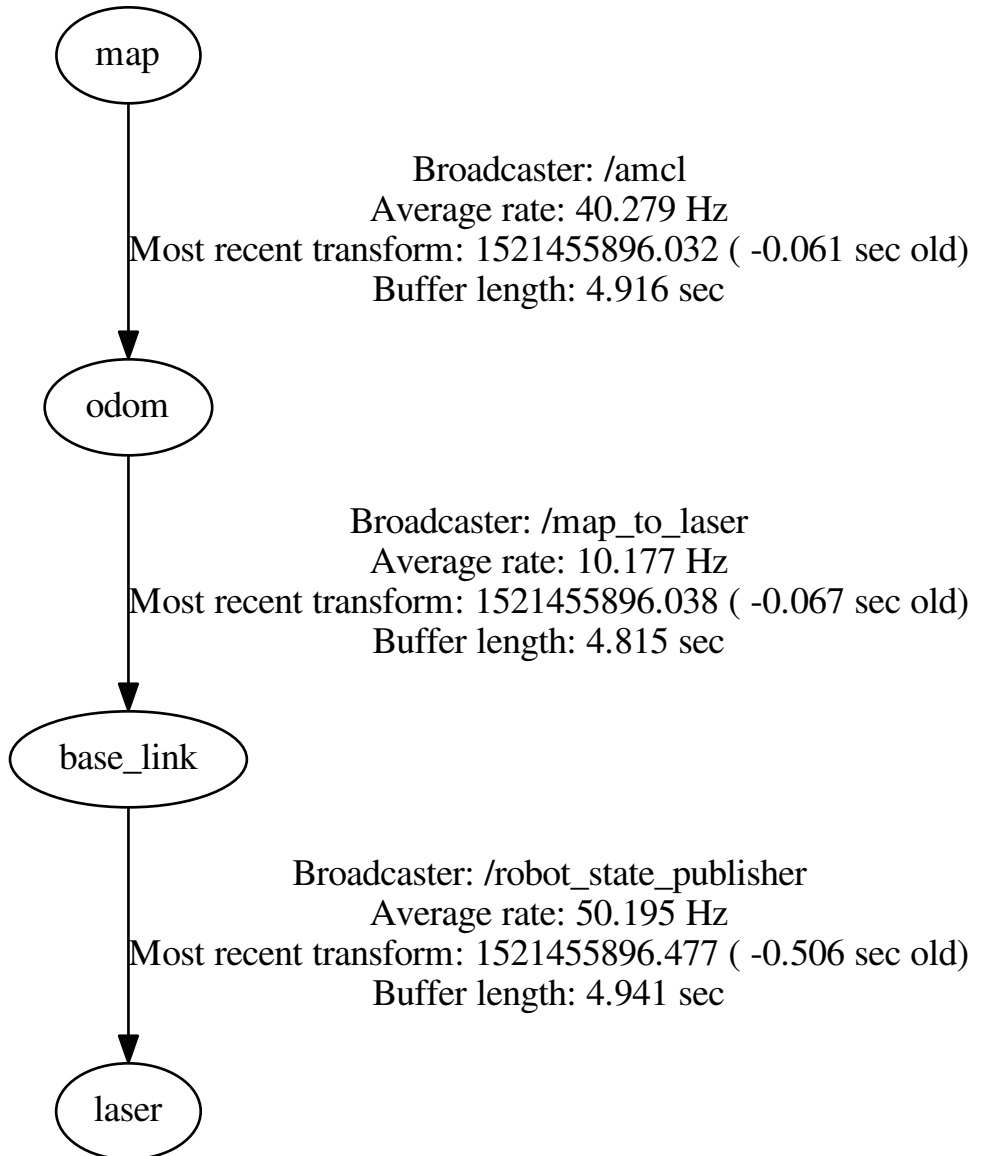 map
Broadcaster: /amcl
Average rate: 40.279 Hz
Most recent transform: 1521455896.032 ( -0.061 sec old)
Buffer length: 4.916 sec
odom
Broadcaster: /map_to_laser
Average rate: 10.177 Hz
Most recent transform: 1521455896.038 ( -0.067 sec old)
Buffer length: 4.815 sec
base_link
Broadcaster: /robot_state_publisher
Average rate: 50.195 Hz
Most recent transform: 1521455896.477 ( -0.506 sec old)
Buffer length: 4.941 sec
laser